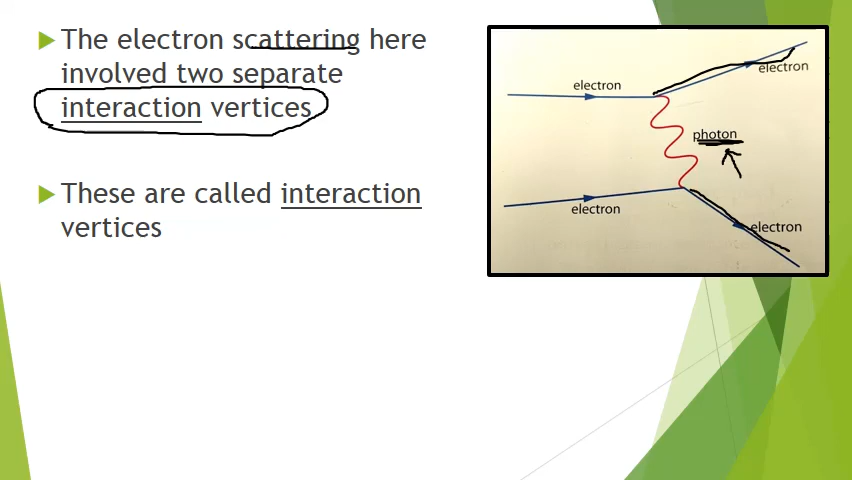 The electron scattering here
involved two separate
interaction vertices
These are called interaction
vertices
electron
electron
photon
electron
electron